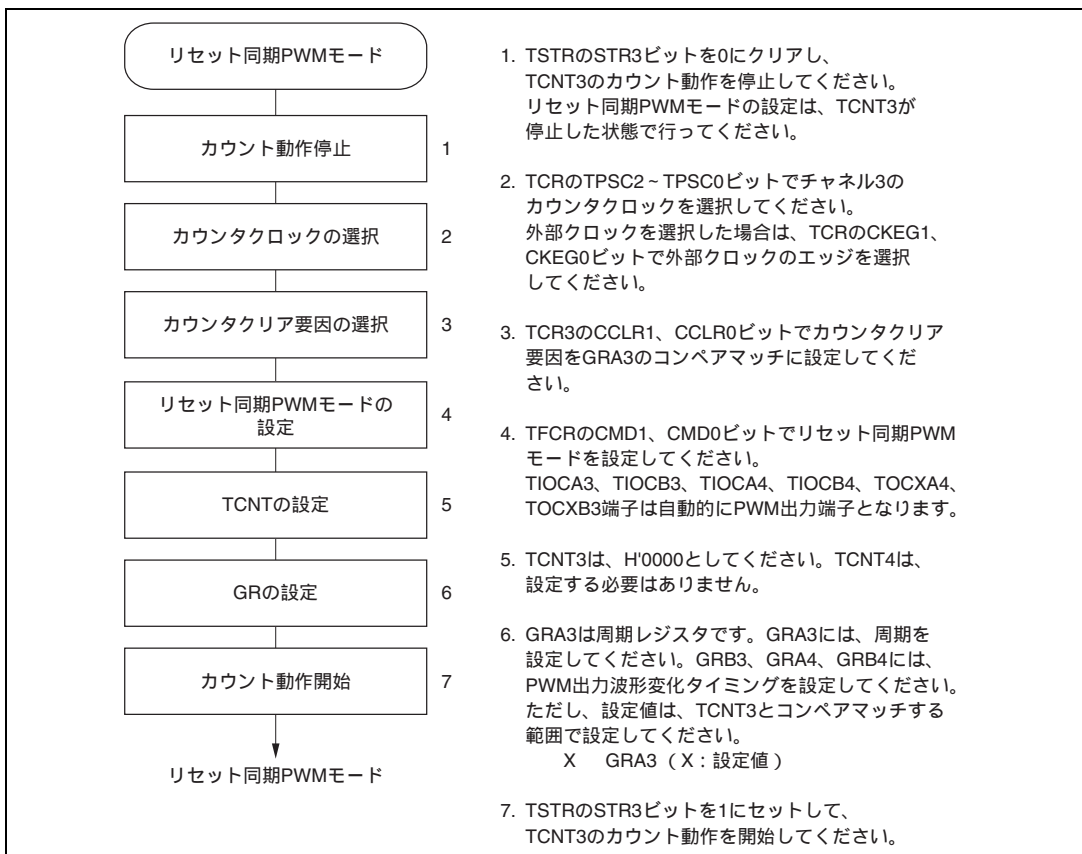 リセット同期PWMモード
カウント動作停止
1
カウンタクロックの選択
2
カウンタクリア要因の選択
3
リセット同期PWMモードの
設定
4
TCNTの設定
5
GRの設定
6
カウント動作開始
7
リセット同期PWMモード
1. TSTRのSTR3ビットを0にクリアし、
TCNT3のカウント動作を停止してください。
リセット同期PWMモードの設定は、TCNT3が
停止した状態で行ってください。
2. TCRのTPSC2~TPSC0ビットでチャネル3の
カウンタクロックを選択してください。
外部クロックを選択した場合は、TCRのCKEG1、
CKEG0ビットで外部クロックのエッジを選択
してください。
3. TCR3のCCLR1、CCLR0ビットでカウンタクリア
要因をGRA3のコンペアマッチに設定してくだ
さい。
4. TFCRのCMD1、CMD0ビットでリセット同期PWM
モードを設定してください。
TIOCA3、TIOCB3、TIOCA4、TIOCB4、TOCXA4、
TOCXB3端子は自動的にPWM出力端子となります。
5. TCNT3は、H'0000としてください。TCNT4は、
設定する必要はありません。
6. GRA3は周期レジスタです。GRA3には、周期を
設定してください。GRB3、GRA4、GRB4には、
PWM出力波形変化タイミングを設定してください。
ただし、設定値は、TCNT3とコンペアマッチする
範囲で設定してください。
X GRA3(X:設定値)
7. TSTRのSTR3ビットを1にセットして、
TCNT3のカウント動作を開始してください。